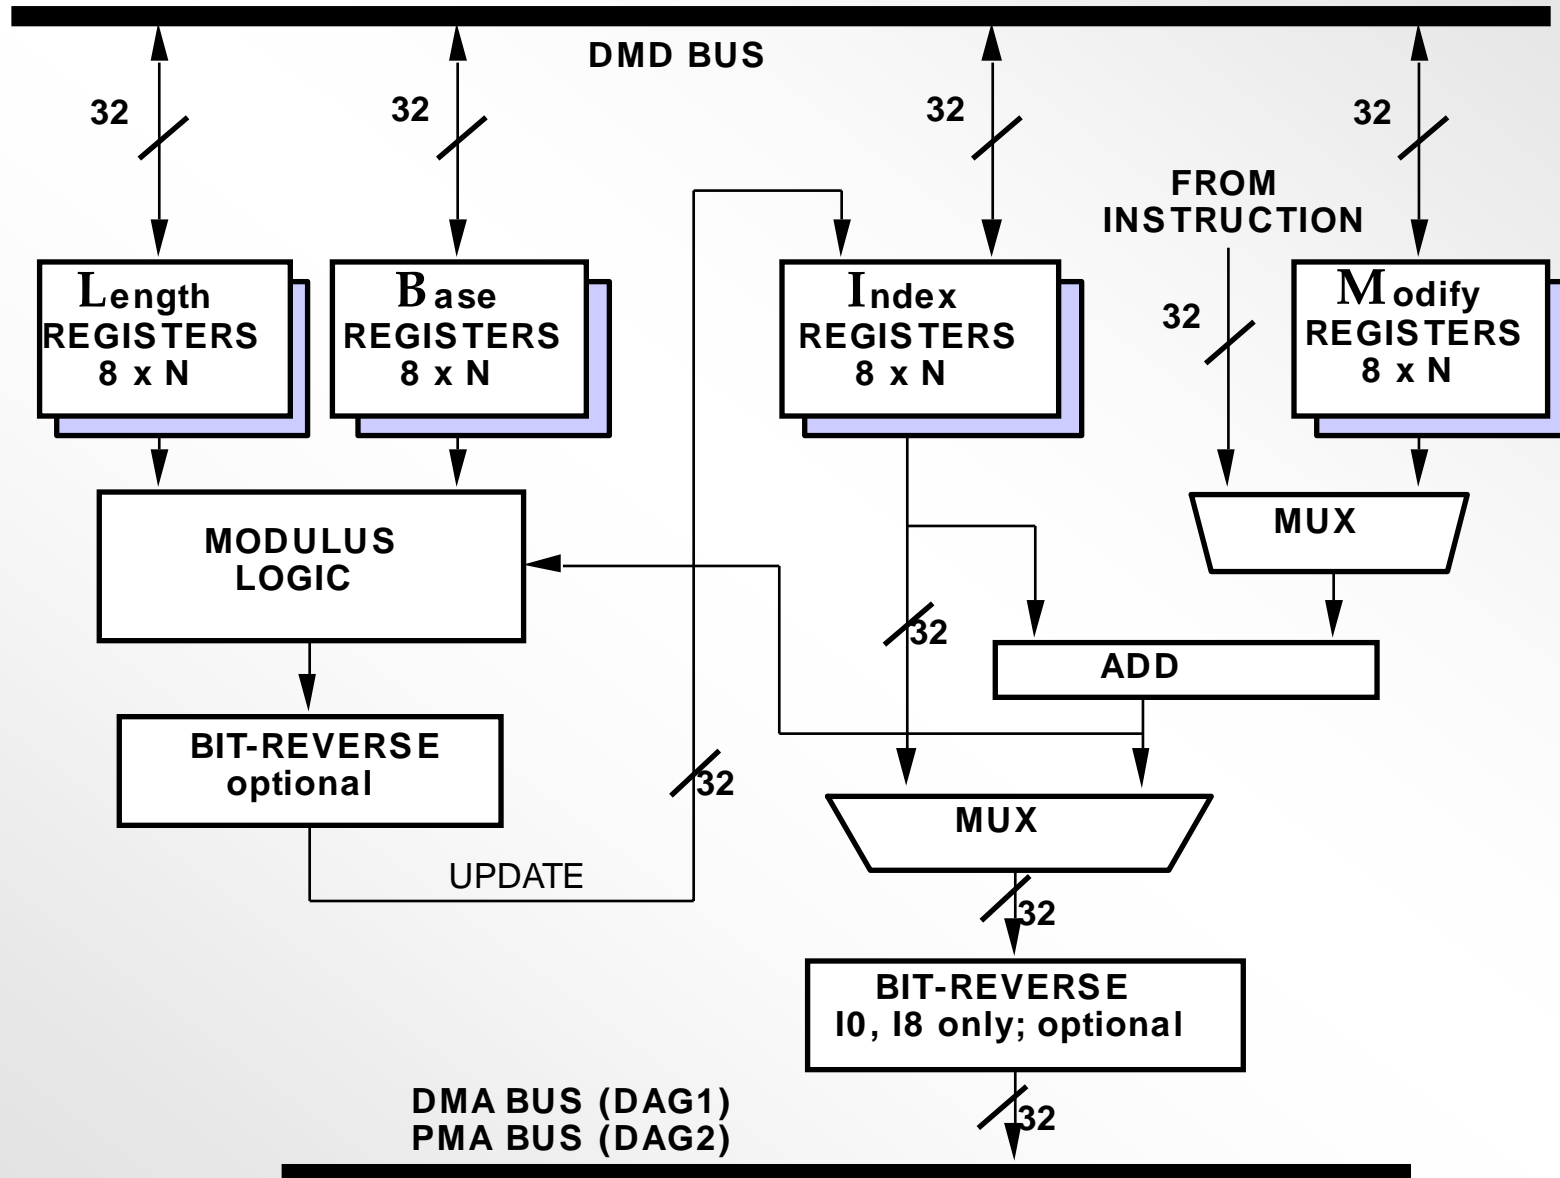 DMD BUS
32
32
32
32
FROM
INSTRUCTION
32
Length
REGISTERS
8 x N
Base
REGISTERS
8 x N
Index
REGISTERS
8 x N
Modify
REGISTERS
8 x N
MODULUS
LOGIC
MUX
32
ADD
BIT-REVERSE
optional
32
MUX
UPDATE
32
BIT-REVERSE
I0, I8 only; optional
DMA BUS (DAG1)
PMA BUS (DAG2)
32